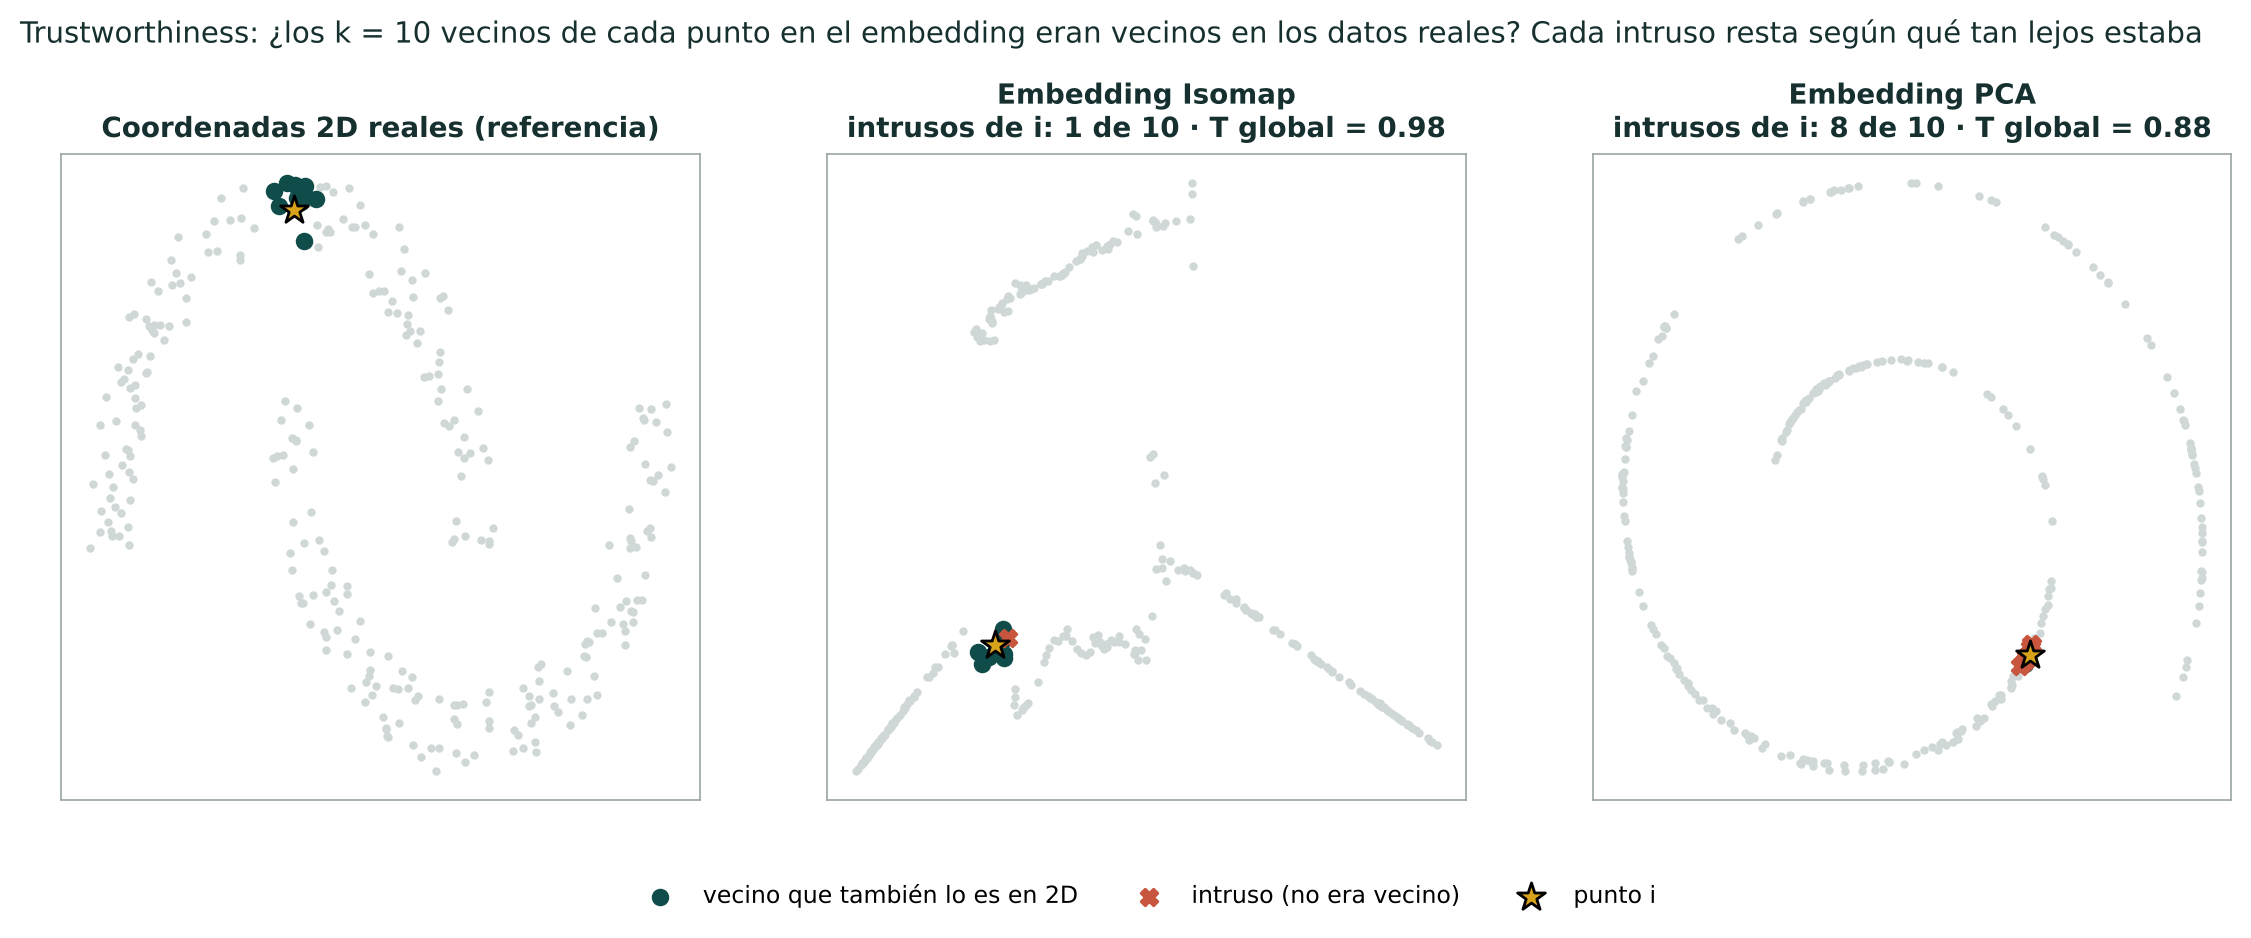 Trustworthiness: ¿los k = 10 vecinos de cada punto en el embedding eran vecinos en los datos reales? Cada intruso resta según qué tan lejos estaba
Coordenadas 2D reales (referencia)
Embedding Isomap
intrusos de i: 1 de 10 · T global = 0.98
Embedding PCA
intrusos de i: 8 de 10 · T global = 0.88
vecino que también lo es en 2D
intruso (no era vecino)
punto i